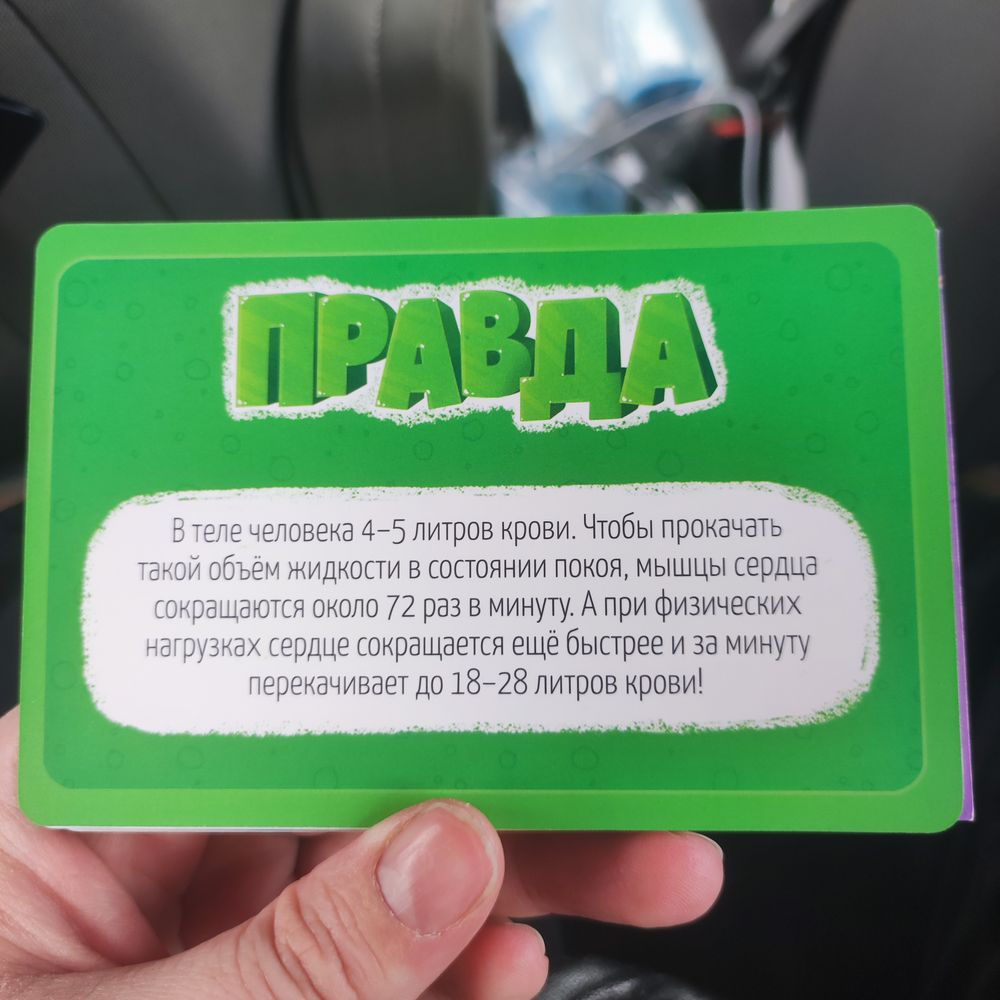 ПРАВДА
В теле человека 4–5 литров крови. Чтобы прокачать
такой объём жидкости в состоянии покоя, мышцы сердца
сокращаются около 72 раз в минуту. А при физических
нагрузках сердце сокращается ещё быстрее и за минуту
перекачивает до 18–28 литров крови!